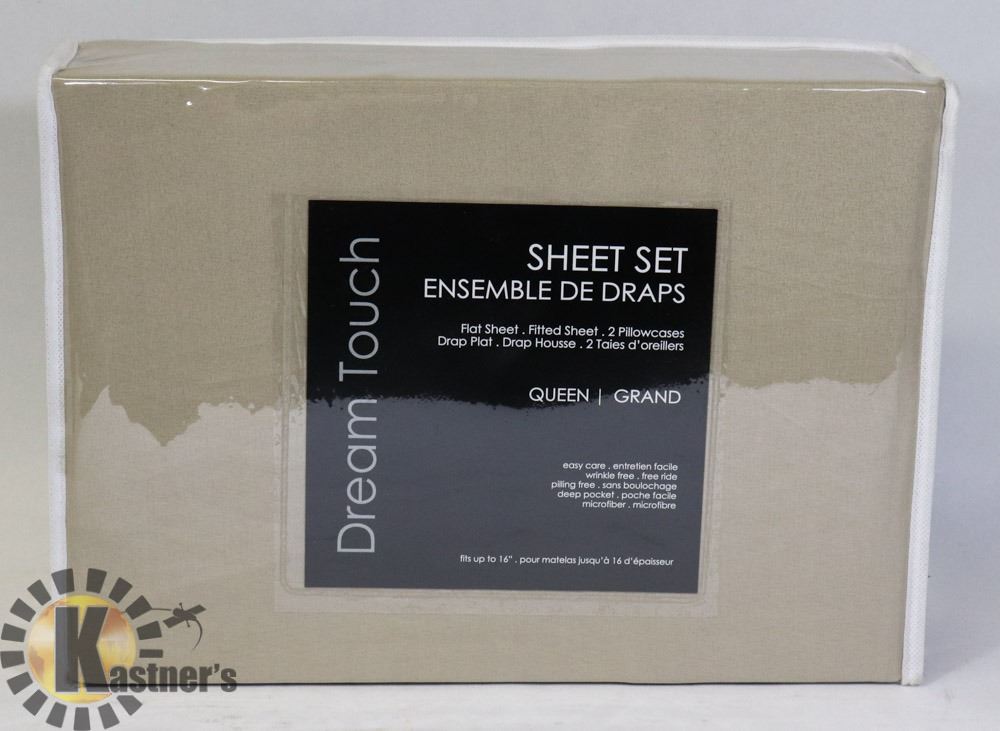 Dream Touch
SHEET SET
ENSEMBLE DE DRAPS
Flat Sheet . Fitted Sheet . 2 Pillowcases
Drap Plat . Drap Housse . 2 Taies d'oreillers
QUEEN | GRAND
easy care . entretien facile
wrinkle free . free ride
pilling free . sans boulochage
deep pocket . poche facile
microfiber . microfibre
fits up to 16" . pour matelas jusqu'à 16 d'épaisseur
Kastner's